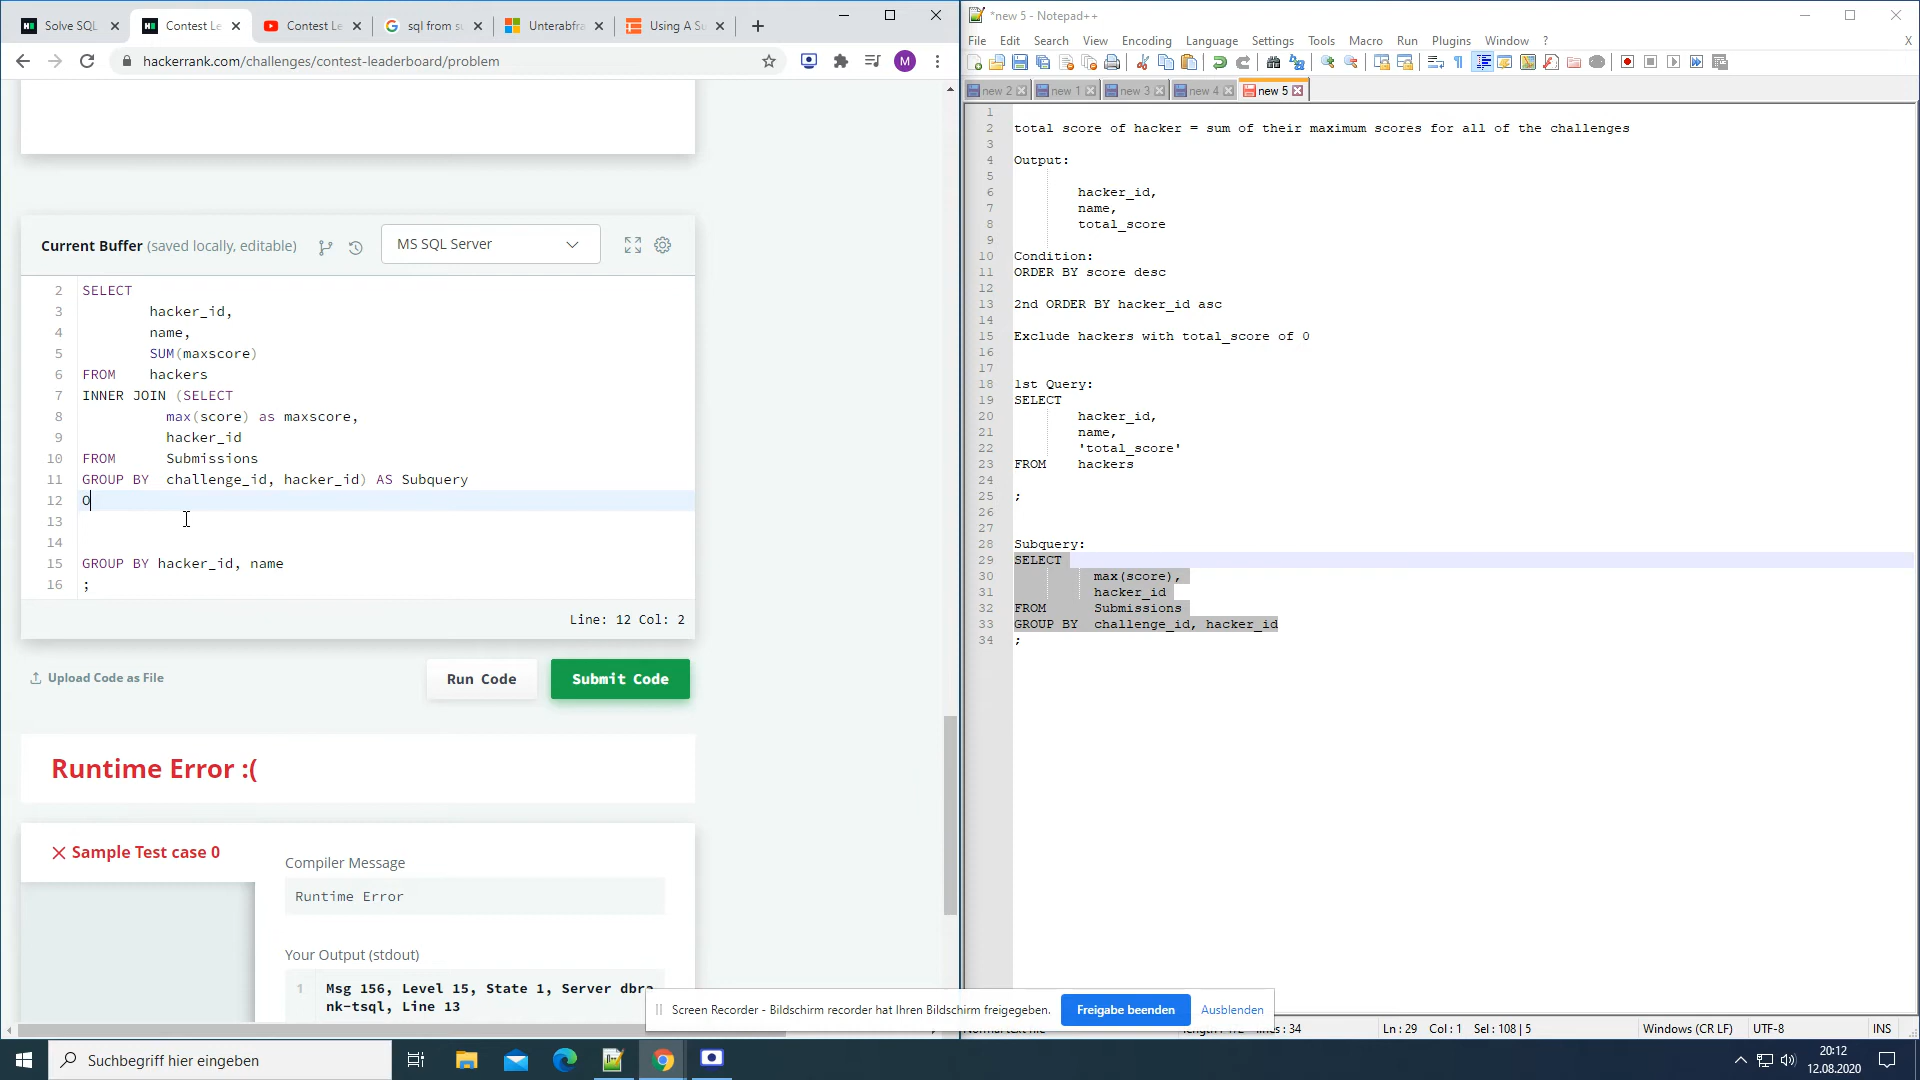 Solve SQL
Contest Le
Contest Le
sql from su
Unterabfra
Using A Su
hackerrank.com/challenges/contest-leaderboard/problem
M
Current Buffer (saved locally, editable)
MS SQL Server
2 SELECT
3 hacker_id,
4 name,
5 SUM(maxscore)
6 FROM hackers
7 INNER JOIN (SELECT
8 max(score) as maxscore,
9 hacker_id
10 FROM Submissions
11 GROUP BY challenge_id, hacker_id) AS Subquery
12 O
13
14
15 GROUP BY hacker_id, name
16 ;
Line: 12 Col: 2
Upload Code as File
Run Code
Submit Code
Runtime Error :(
Sample Test case 0
Compiler Message
Runtime Error
Your Output (stdout)
1 Msg 156, Level 15, State 1, Server dbra
nk-tsql, Line 13
*new 5 - Notepad++
File Edit Search View Encoding Language Settings Tools Macro Run Plugins Window ? X
new 2 new 1 new 3 new 4 new 5
1
2 total score of hacker = sum of their maximum scores for all of the challenges
3
4 Output:
5
6 hacker_id,
7 name,
8 total_score
9
10 Condition:
11 ORDER BY score desc
12
13 2nd ORDER BY hacker_id asc
14
15 Exclude hackers with total_score of 0
16
17
18 1st Query:
19 SELECT
20 hacker_id,
21 name,
22 'total_score'
23 FROM hackers
24
25 ;
26
27
28 Subquery:
29 SELECT
30 max(score),
31 hacker_id
32 FROM Submissions
33 GROUP BY challenge_id, hacker_id
34 ;
Screen Recorder - Bildschirm recorder hat Ihren Bildschirm freigegeben.
Freigabe beenden
Ausblenden
lines : 34
Ln : 29 Col : 1 Sel : 108 | 5
Windows (CR LF)
UTF-8
INS
Suchbegriff hier eingeben
20:12
12.08.2020